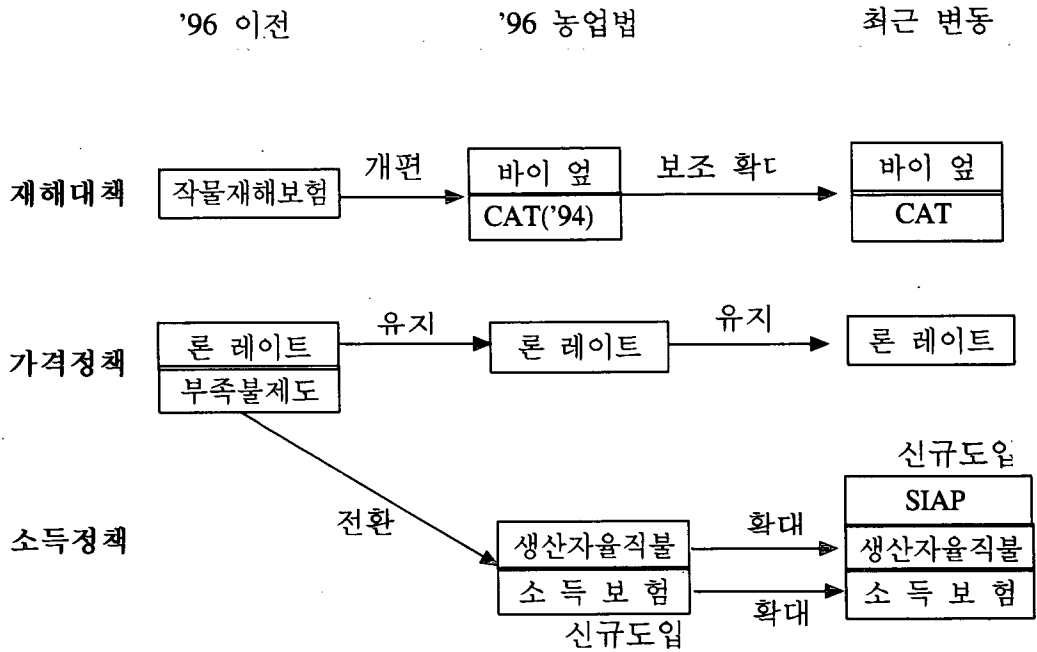 '96 이전 '96 농업법 최근 변동
개편 보조 확ㄷ
재해대책 작물재해보험 바이 엎 바이 엎
CAT('94) CAT
유지 유지
가격정책 론 레이트 론 레이트 론 레이트
부족불제도
신규도입
SIAP
소득정책 전환 생산자율직불 확대 생산자율직불
소 득 보 험 확대 소 득 보 험
신규도입